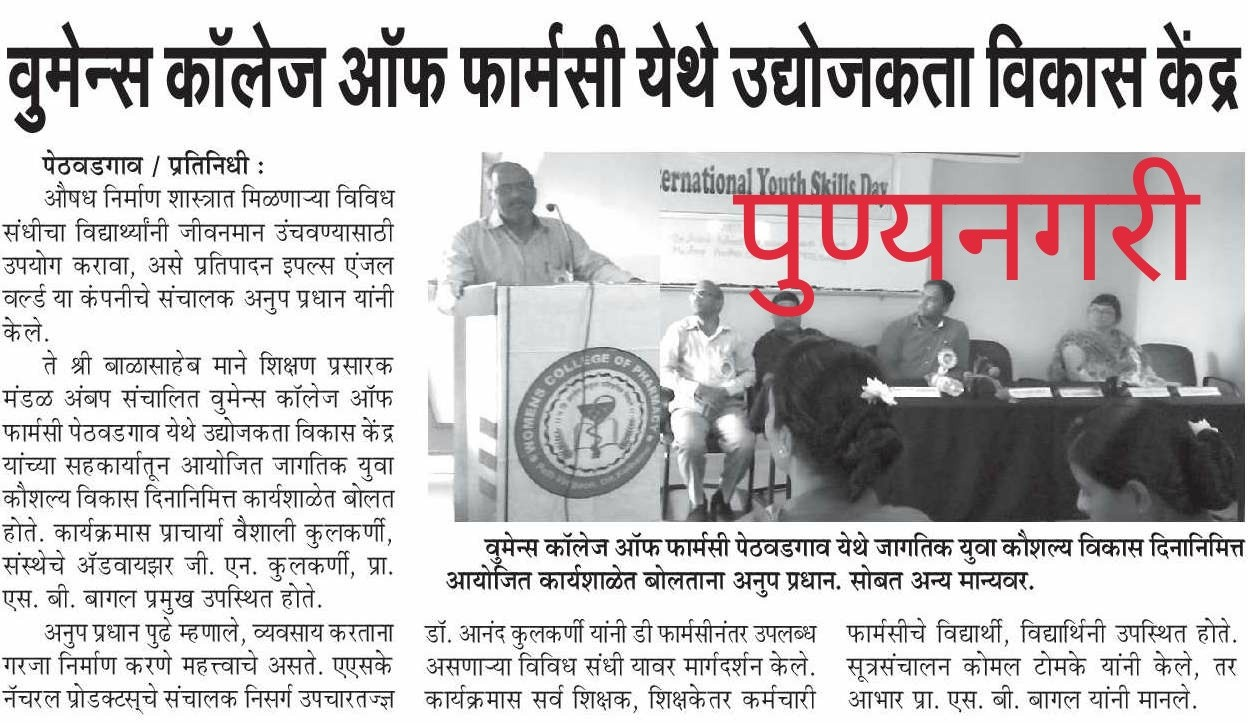 वुमेन्स कॉलेज ऑफ फार्मसी येथे उद्योजकता विकास केंद्र
पेठवडगाव / प्रतिनिधी :
औषध निर्माण शास्त्रात मिळणाऱ्या विविध
संधीचा विद्यार्थ्यांनी जीवनमान उंचवण्यासाठी
उपयोग करावा, असे प्रतिपादन इपल्स एंजल
वर्ल्ड या कंपनीचे संचालक अनुप प्रधान यांनी
केले.
ते श्री बाळासाहेब माने शिक्षण प्रसारक
मंडळ अंबप संचालित वुमेन्स कॉलेज ऑफ
फार्मसी पेठवडगाव येथे उद्योजकता विकास केंद्र
यांच्या सहकार्यातून आयोजित जागतिक युवा
कौशल्य विकास दिनानिमित्त कार्यशाळेत बोलत
होते. कार्यक्रमास प्राचार्या वैशाली कुलकर्णी,
संस्थेचे ॲडवायझर जी. एन. कुलकर्णी, प्रा.
एस. बी. बागल प्रमुख उपस्थित होते.
अनुप प्रधान पुढे म्हणाले, व्यवसाय करताना
गरजा निर्माण करणे महत्त्वाचे असते. एएसके
नॅचरल प्रोडक्टस्‌चे संचालक निसर्ग उपचारतज्ज्ञ
ernational Youth Skills Day
पुण्यनगरी
WOMENS COLLEGE OF PHARMACY
वुमेन्स कॉलेज ऑफ फार्मसी पेठवडगाव येथे जागतिक युवा कौशल्य विकास दिनानिमित्त
आयोजित कार्यशाळेत बोलताना अनुप प्रधान. सोबत अन्य मान्यवर.
डॉ. आनंद कुलकर्णी यांनी डी फार्मसीनंतर उपलब्ध
असणाऱ्या विविध संधी यावर मार्गदर्शन केले.
कार्यक्रमास सर्व शिक्षक, शिक्षकेतर कर्मचारी
फार्मसीचे विद्यार्थी, विद्यार्थिनी उपस्थित होते.
सूत्रसंचालन कोमल टोमके यांनी केले, तर
आभार प्रा. एस. बी. बागल यांनी मानले.